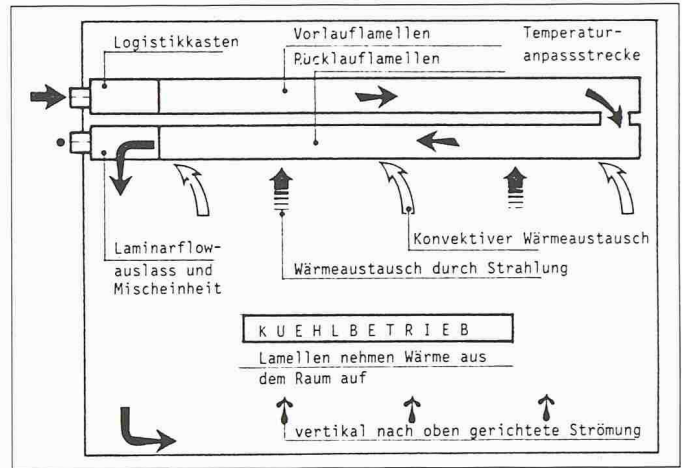 Logistikkasten
Vorlauflamellen
Rücklauflamellen
Temperatur-
anpassstrecke
Laminarflow-
auslass und
Mischeinheit
Konvektiver Wärmeaustausch
Wärmeaustausch durch Strahlung
KUEHLBETRIEB
Lamellen nehmen Wärme aus
dem Raum auf
vertikal nach oben gerichtete Strömung